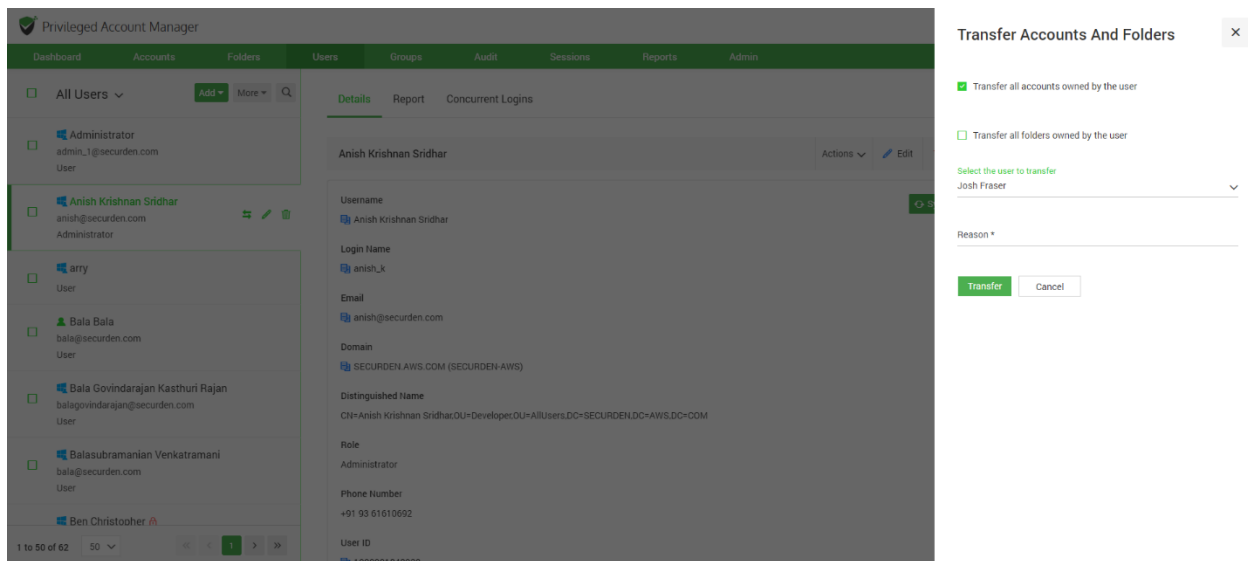 Privileged Account Manager
Dashboard Accounts Folders Users Groups Audit Sessions Reports Admin
All Users Add More
Administrator
admin_1@securden.com
User
Anish Krishnan Sridhar
anish@securden.com
Administrator
arry
User
Bala Bala
bala@securden.com
User
Bala Govindarajan Kasthuri Rajan
balagovindarajan@securden.com
User
Balasubramanian Venkatramani
bala@securden.com
User
Ben Christopher
1 to 50 of 62 50 1
Details Report Concurrent Logins
Anish Krishnan Sridhar Actions Edit
Username
Anish Krishnan Sridhar
Login Name
anish_k
Email
anish@securden.com
Domain
SECURDEN.AWS.COM (SECURDEN-AWS)
Distinguished Name
CN=Anish Krishnan Sridhar,OU=Developer,OU=AllUsers,DC=SECURDEN,DC=AWS,DC=COM
Role
Administrator
Phone Number
+91 93 61610692
User ID
Transfer Accounts And Folders
Transfer all accounts owned by the user
Transfer all folders owned by the user
Select the user to transfer
Josh Fraser
Reason *
Transfer Cancel